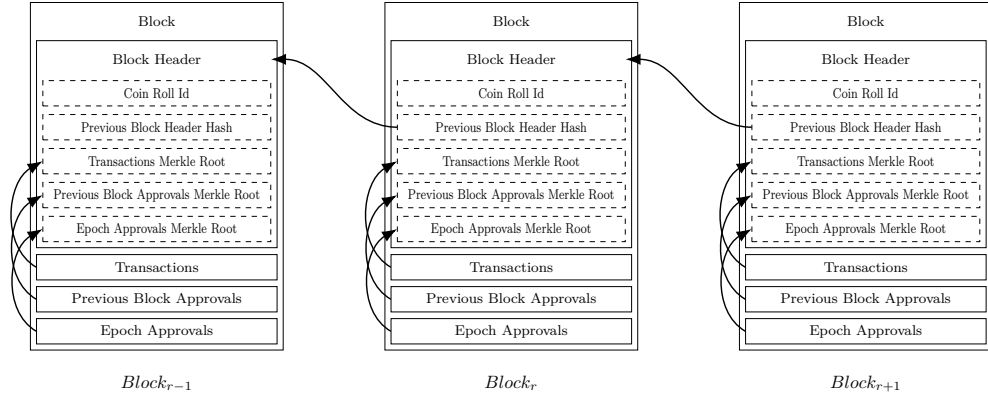 Block
Block Header
Coin Roll Id
Previous Block Header Hash
Transactions Merkle Root
Previous Block Approvals Merkle Root
Epoch Approvals Merkle Root
Transactions
Previous Block Approvals
Epoch Approvals
Block_{r−1}
Block
Block Header
Coin Roll Id
Previous Block Header Hash
Transactions Merkle Root
Previous Block Approvals Merkle Root
Epoch Approvals Merkle Root
Transactions
Previous Block Approvals
Epoch Approvals
Block_r
Block
Block Header
Coin Roll Id
Previous Block Header Hash
Transactions Merkle Root
Previous Block Approvals Merkle Root
Epoch Approvals Merkle Root
Transactions
Previous Block Approvals
Epoch Approvals
Block_{r+1}